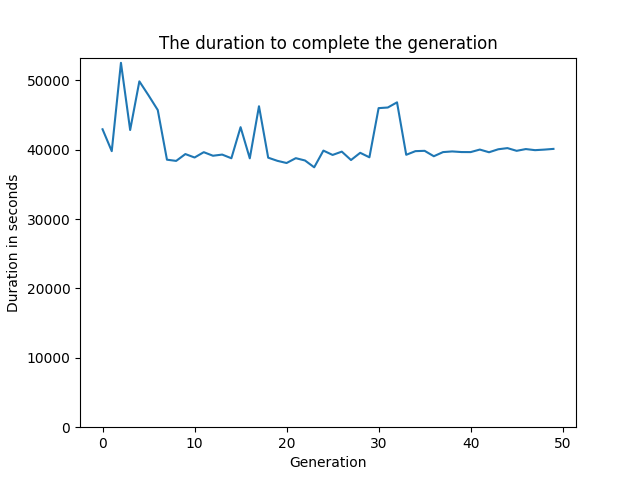 The duration to complete the generation
50000
40000
30000
20000
10000
0
Duration in seconds
0 10 20 30 40 50
Generation